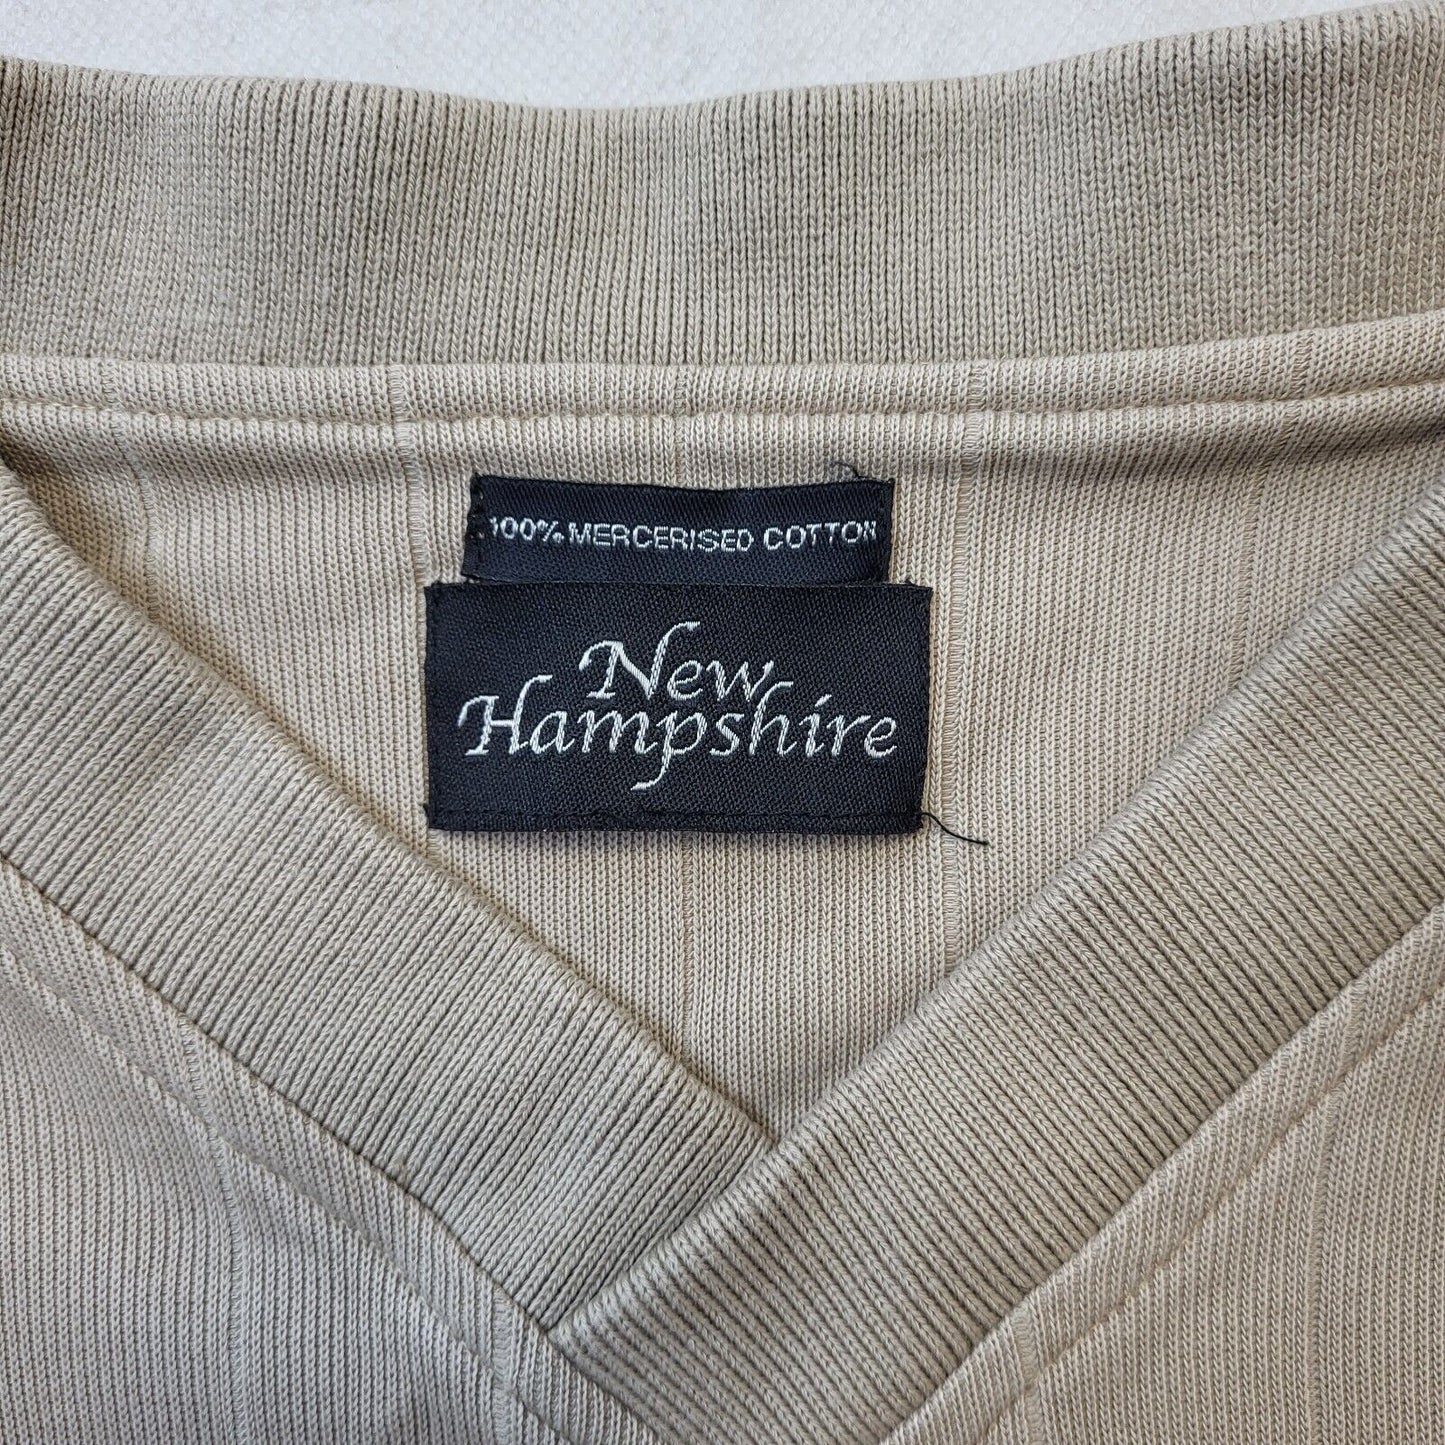 100% MERCERISED COTTON
New
Hampshire